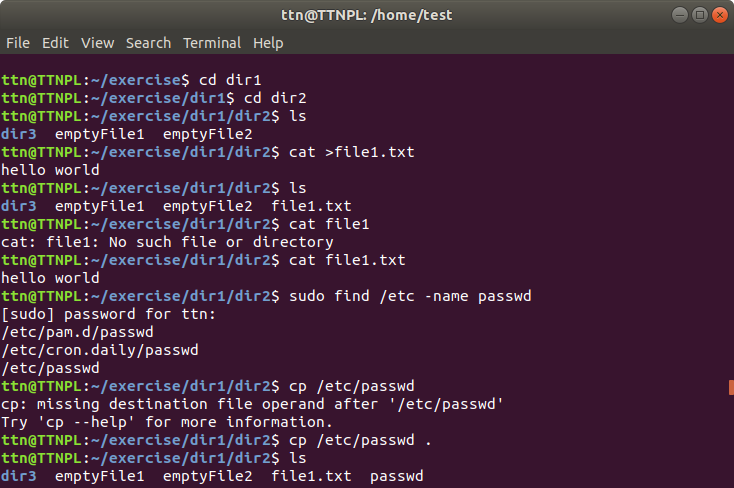 ttn@TTNPL: /home/test
File Edit View Search Terminal Help
ttn@TTNPL:~/exercise$ cd dir1
ttn@TTNPL:~/exercise/dir1$ cd dir2
ttn@TTNPL:~/exercise/dir1/dir2$ ls
dir3  emptyFile1  emptyFile2
ttn@TTNPL:~/exercise/dir1/dir2$ cat >file1.txt
hello world
ttn@TTNPL:~/exercise/dir1/dir2$ ls
dir3  emptyFile1  emptyFile2  file1.txt
ttn@TTNPL:~/exercise/dir1/dir2$ cat file1
cat: file1: No such file or directory
ttn@TTNPL:~/exercise/dir1/dir2$ cat file1.txt
hello world
ttn@TTNPL:~/exercise/dir1/dir2$ sudo find /etc -name passwd
[sudo] password for ttn:
/etc/pam.d/passwd
/etc/cron.daily/passwd
/etc/passwd
ttn@TTNPL:~/exercise/dir1/dir2$ cp /etc/passwd
cp: missing destination file operand after '/etc/passwd'
Try 'cp --help' for more information.
ttn@TTNPL:~/exercise/dir1/dir2$ cp /etc/passwd .
ttn@TTNPL:~/exercise/dir1/dir2$ ls
dir3  emptyFile1  emptyFile2  file1.txt  passwd